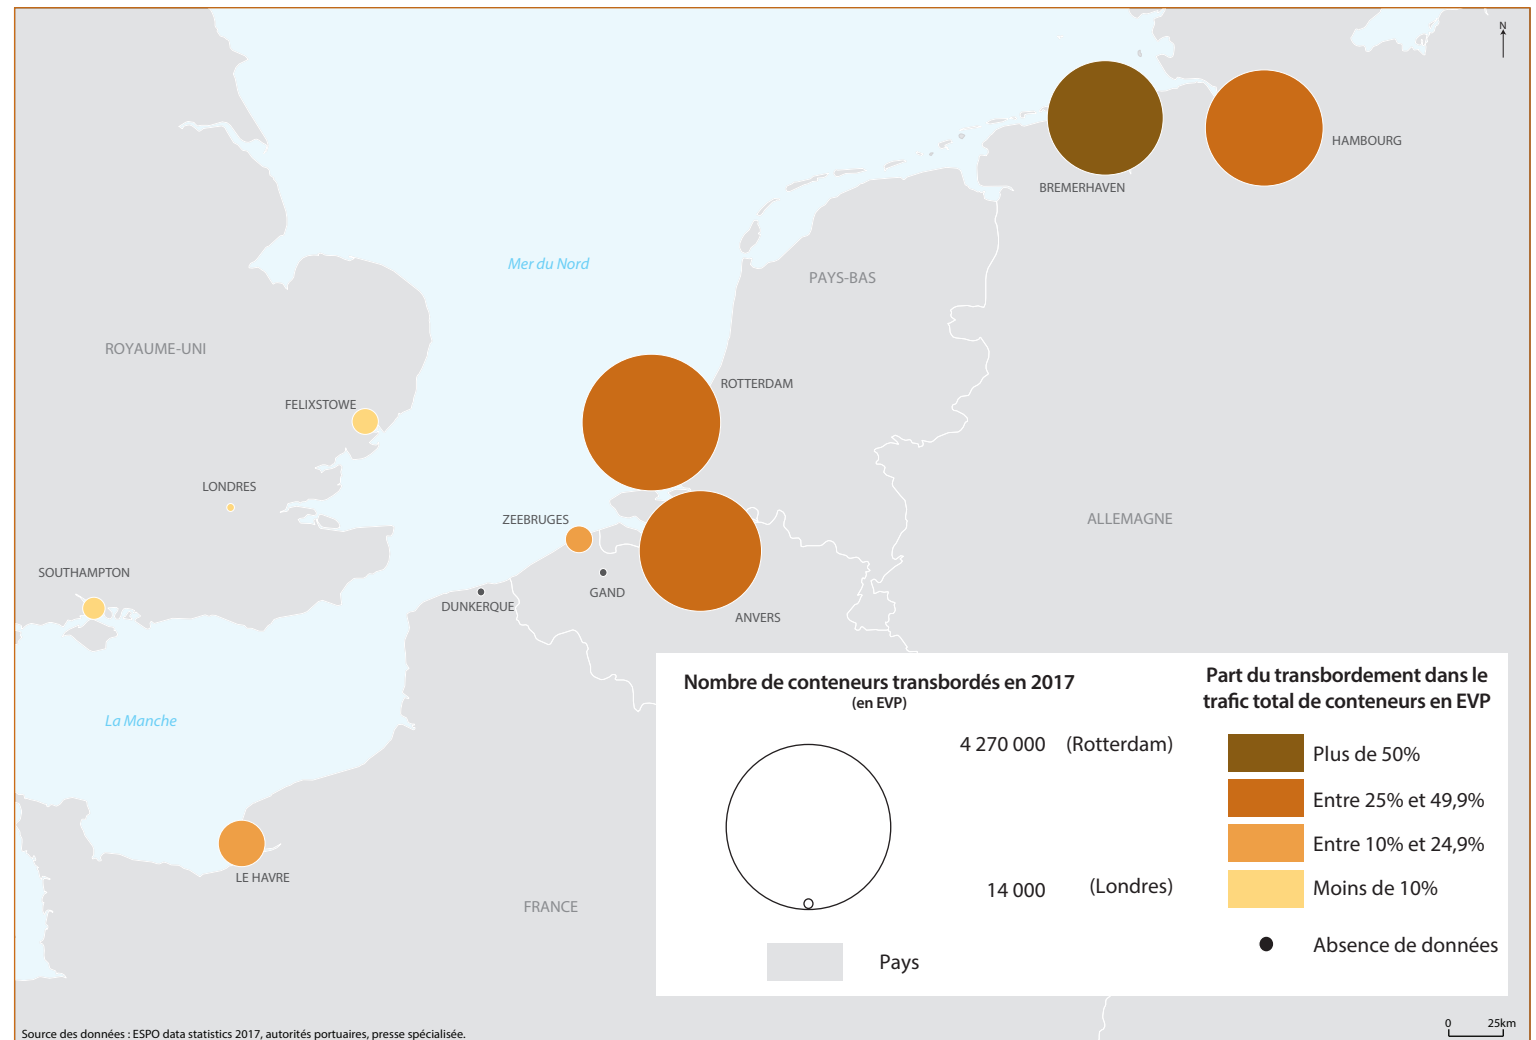 N
HAMBOURG
BREMERHAVEN
Mer du Nord
PAYS-BAS
ROYAUME-UNI
ROTTERDAM
FELIXSTOWE
LONDRES
ZEEBRUGES
ALLEMAGNE
SOUTHAMPTON
GAND
DUNKERQUE
ANVERS
La Manche
LE HAVRE
FRANCE
Nombre de conteneurs transbordés en 2017
(en EVP)
4 270 000 (Rotterdam)
14 000 (Londres)
Pays
Part du transbordement dans le
trafic total de conteneurs en EVP
Plus de 50%
Entre 25% et 49,9%
Entre 10% et 24,9%
Moins de 10%
Absence de données
Source des données : ESPO data statistics 2017, autorités portuaires, presse spécialisée.
0 25km